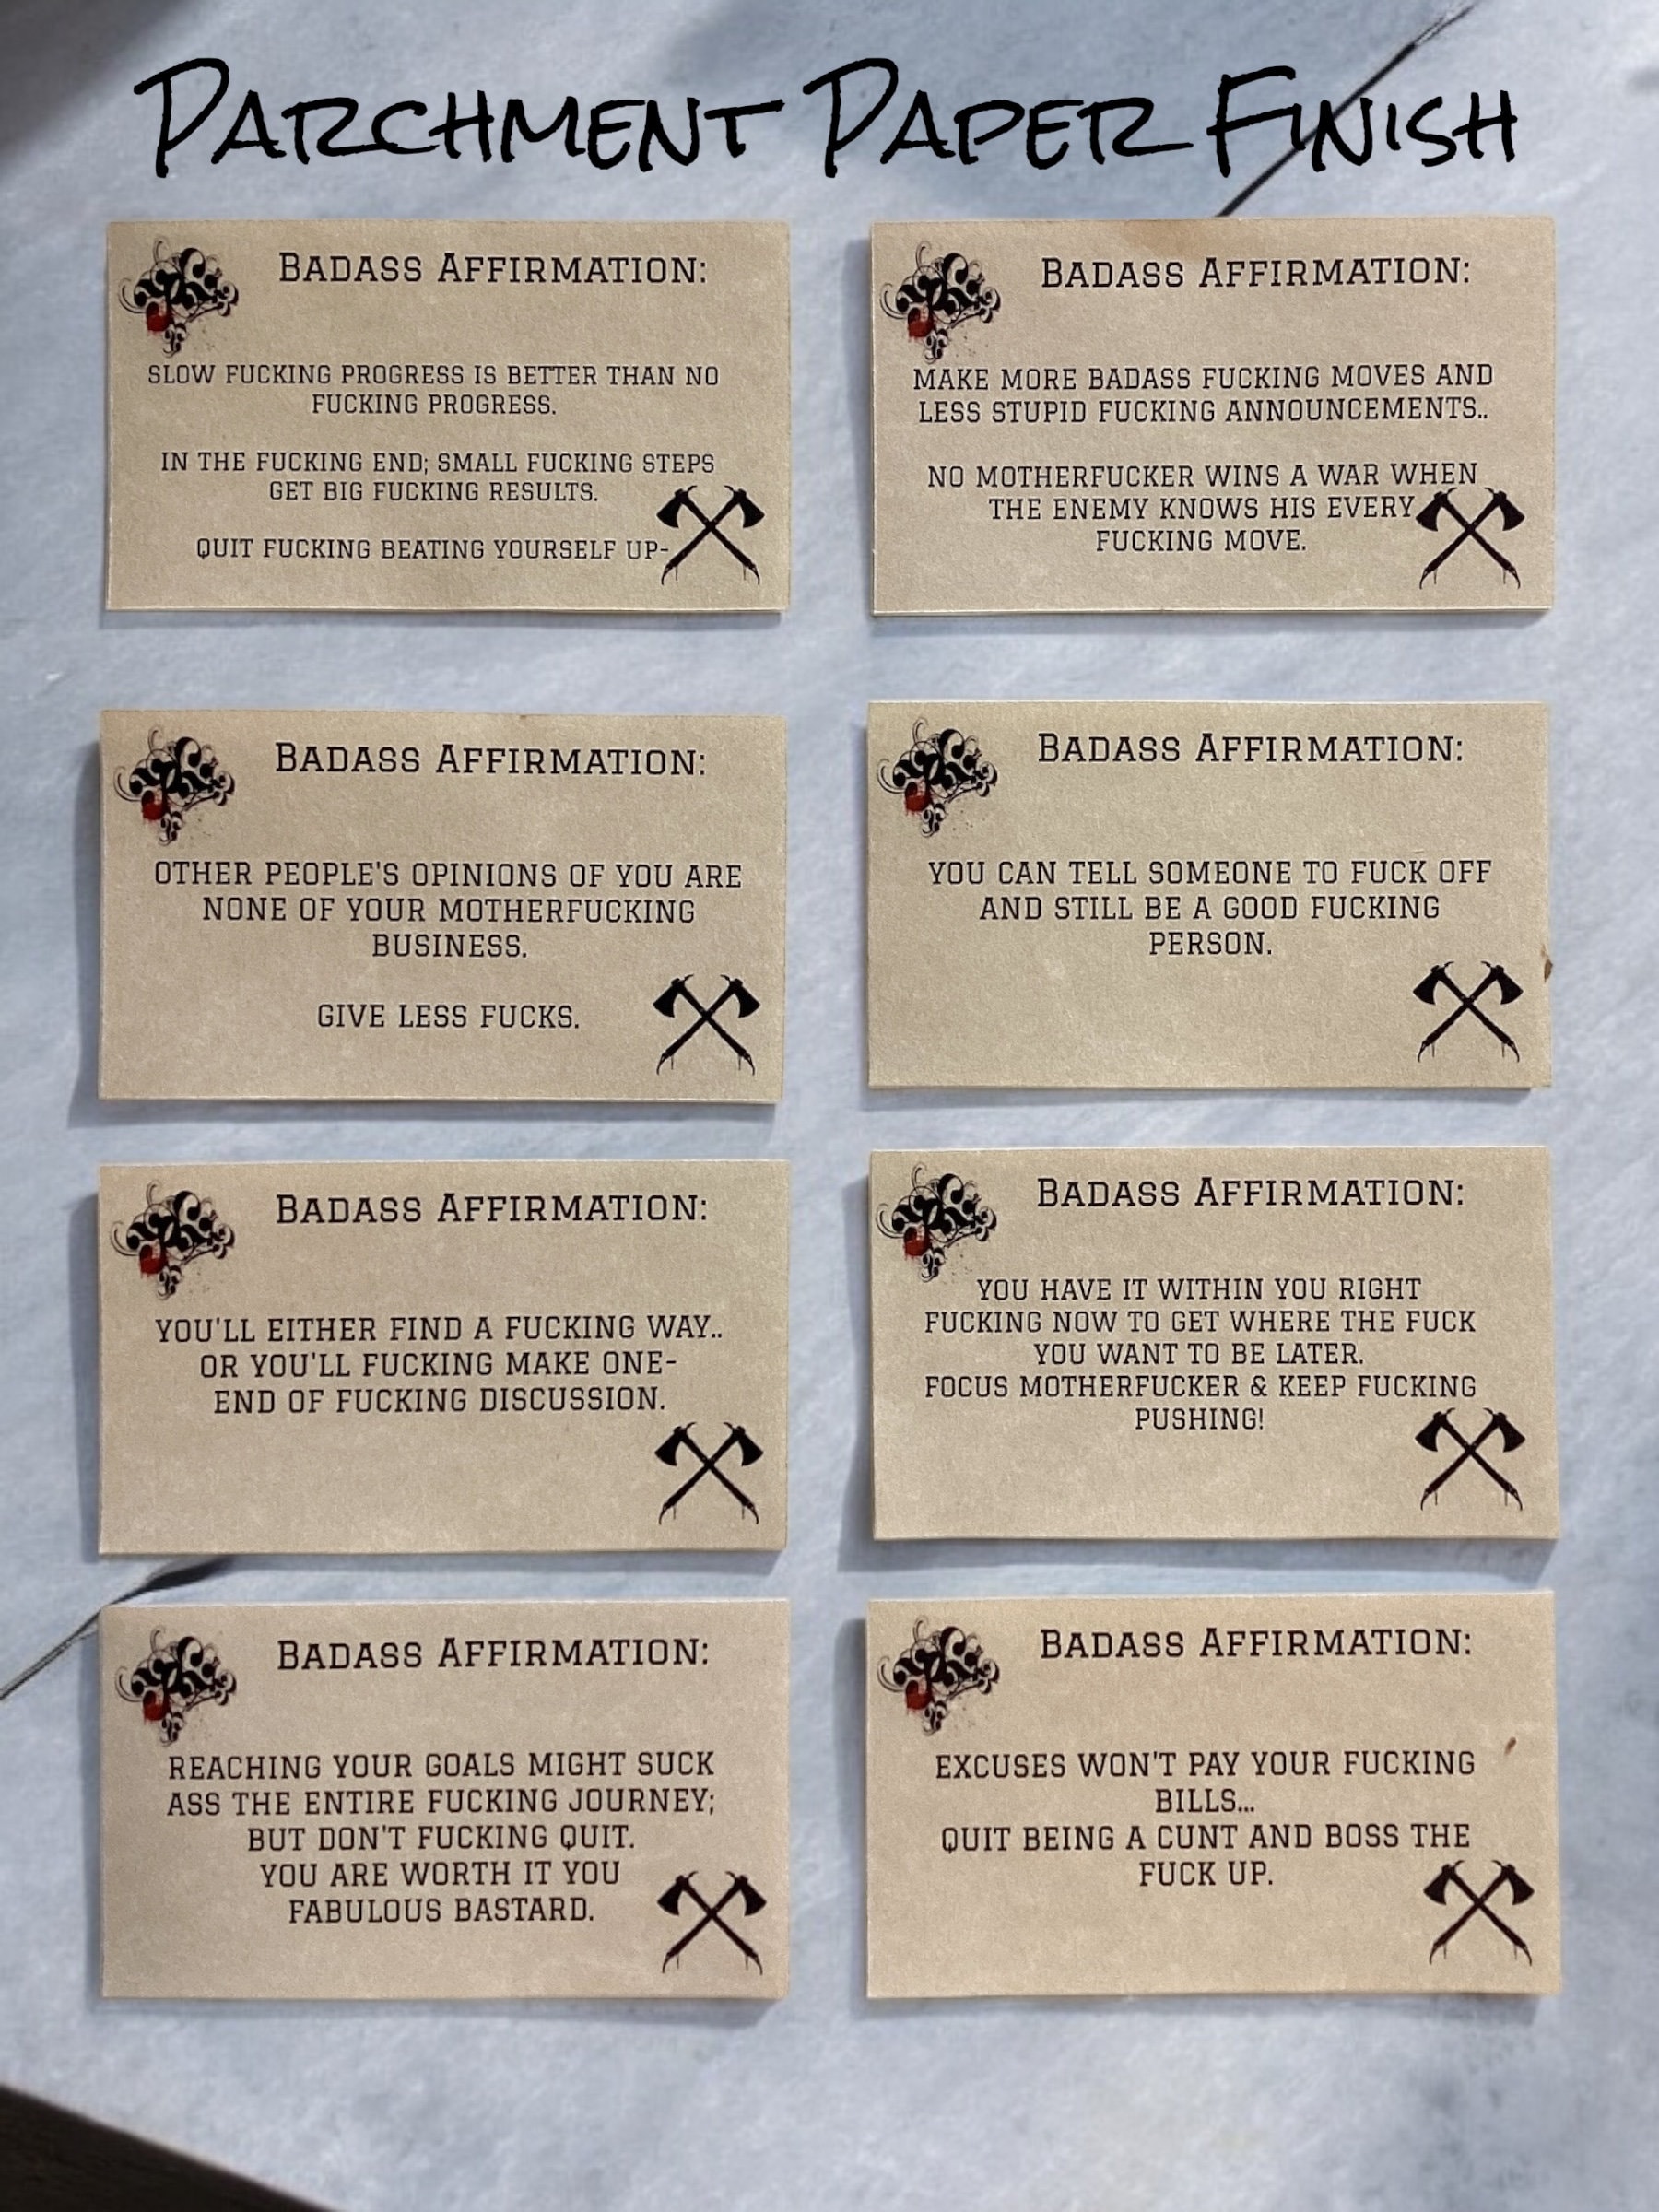 Parchment Paper Finish
Badass Affirmation:
SLOW FUCKING PROGRESS IS BETTER THAN NO
FUCKING PROGRESS.
IN THE FUCKING END; SMALL FUCKING STEPS
GET BIG FUCKING RESULTS.
QUIT FUCKING BEATING YOURSELF UP-
Badass Affirmation:
MAKE MORE BADASS FUCKING MOVES AND
LESS STUPID FUCKING ANNOUNCEMENTS..
NO MOTHERFUCKER WINS A WAR WHEN
THE ENEMY KNOWS HIS EVERY
FUCKING MOVE.
Badass Affirmation:
OTHER PEOPLE'S OPINIONS OF YOU ARE
NONE OF YOUR MOTHERFUCKING
BUSINESS.
GIVE LESS FUCKS.
Badass Affirmation:
YOU CAN TELL SOMEONE TO FUCK OFF
AND STILL BE A GOOD FUCKING
PERSON.
Badass Affirmation:
YOU'LL EITHER FIND A FUCKING WAY..
OR YOU'LL FUCKING MAKE ONE-
END OF FUCKING DISCUSSION.
Badass Affirmation:
YOU HAVE IT WITHIN YOU RIGHT
FUCKING NOW TO GET WHERE THE FUCK
YOU WANT TO BE LATER.
FOCUS MOTHERFUCKER & KEEP FUCKING
PUSHING!
Badass Affirmation:
REACHING YOUR GOALS MIGHT SUCK
ASS THE ENTIRE FUCKING JOURNEY;
BUT DON'T FUCKING QUIT.
YOU ARE WORTH IT YOU
FABULOUS BASTARD.
Badass Affirmation:
EXCUSES WON'T PAY YOUR FUCKING
BILLS...
QUIT BEING A CUNT AND BOSS THE
FUCK UP.